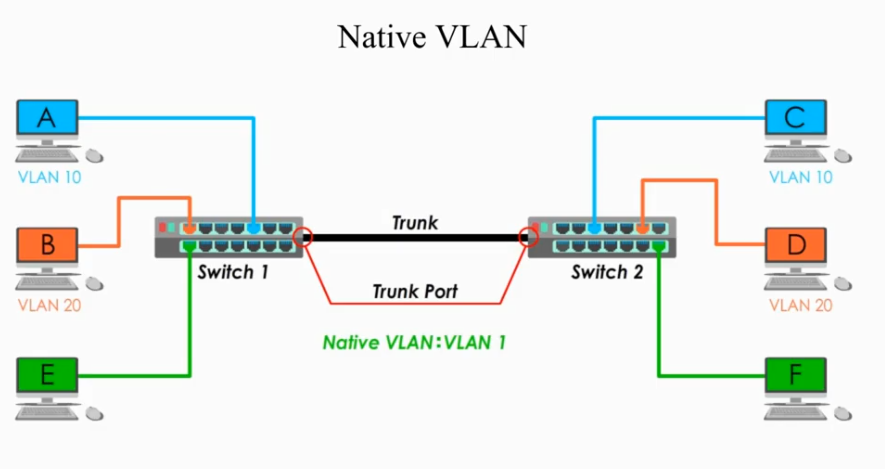 Native VLAN
A
VLAN 10
C
VLAN 10
B
VLAN 20
Switch 1
Trunk
Switch 2
D
VLAN 20
Trunk Port
Native VLAN:VLAN 1
E
F